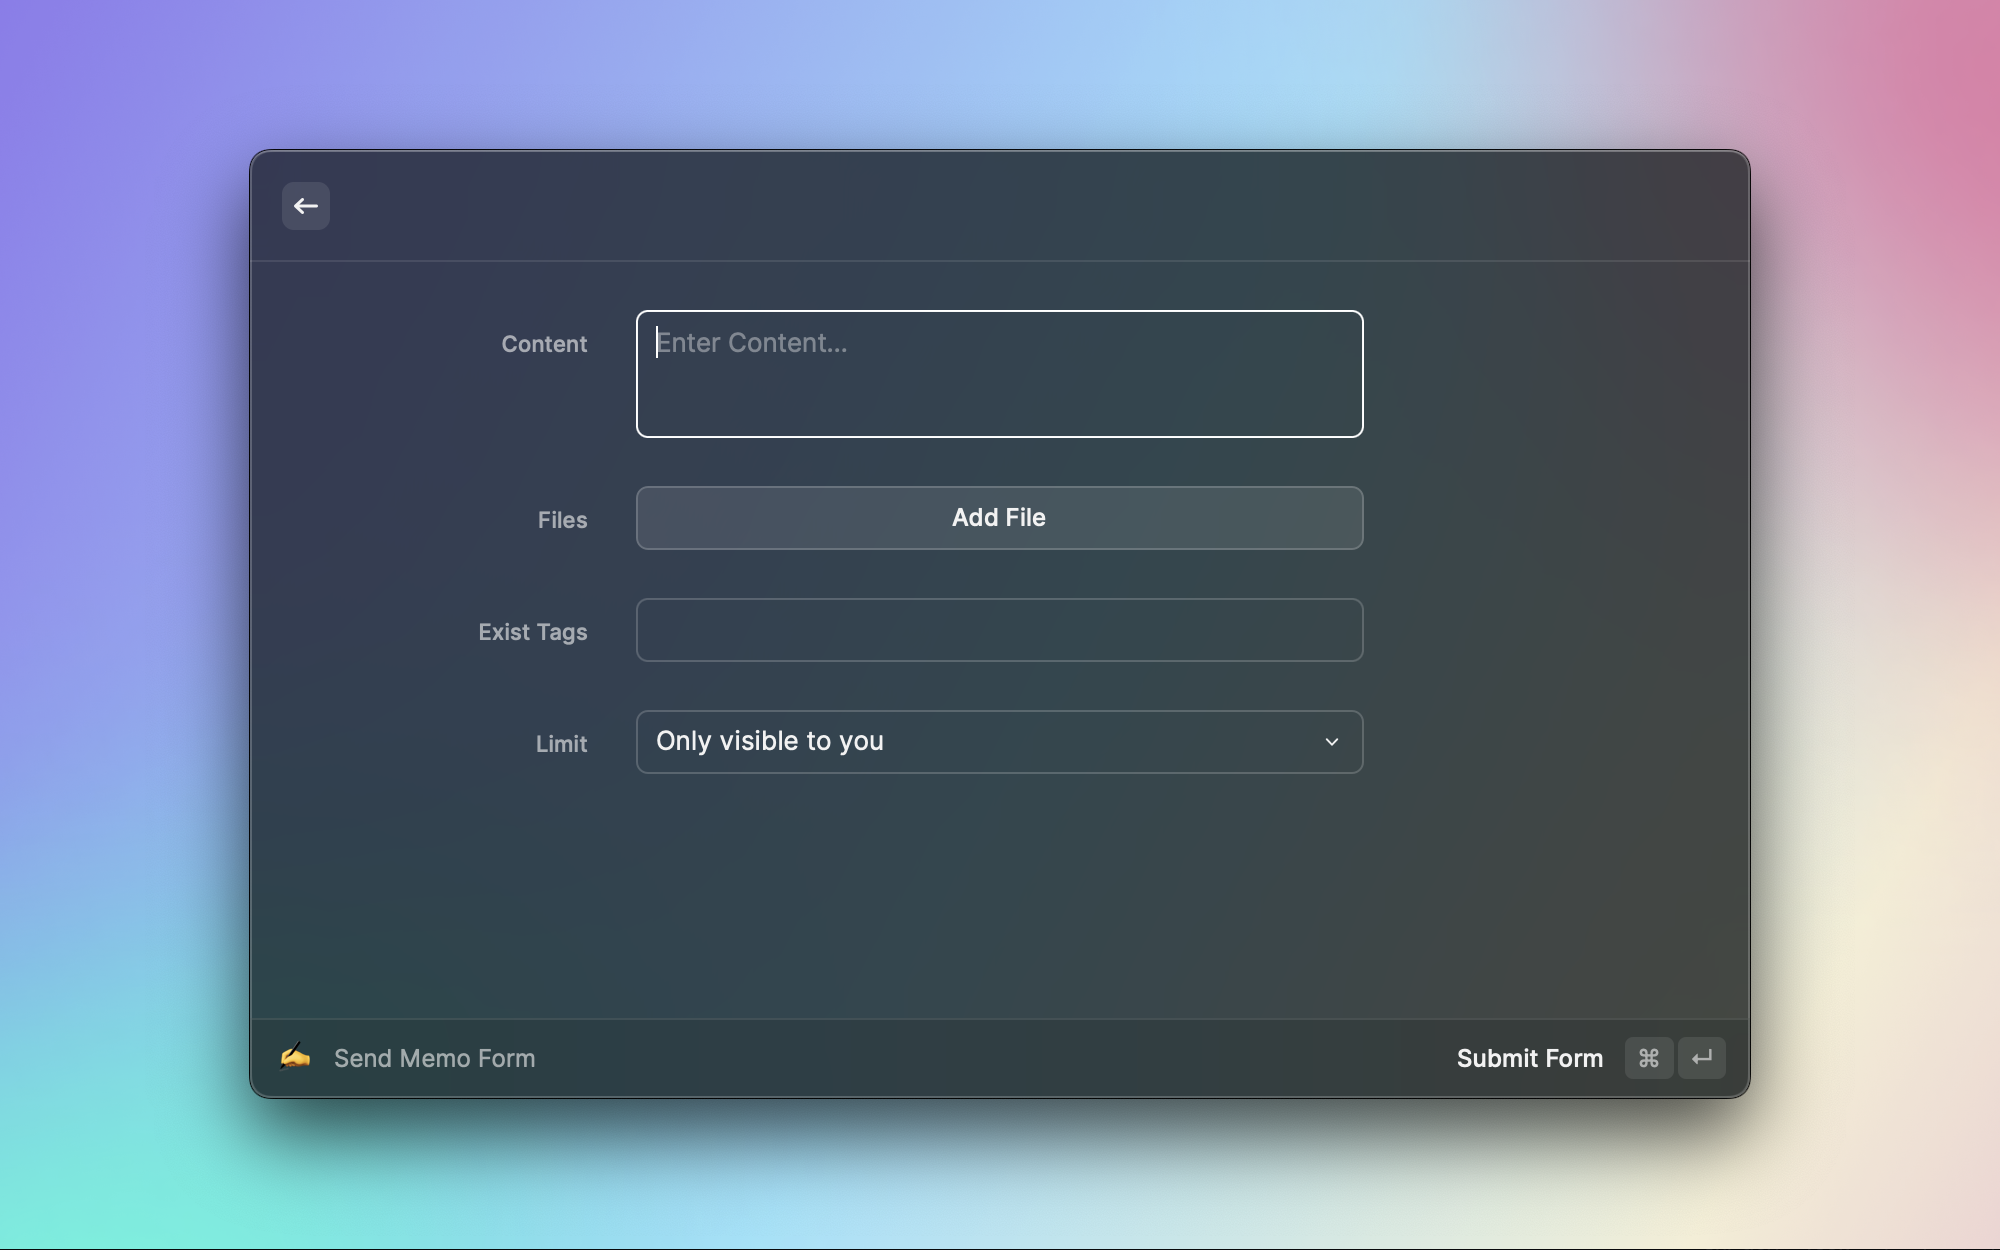 Content
Enter Content...
Files
Add File
Exist Tags
Limit
Only visible to you
Send Memo Form
Submit Form ⌘ ↵